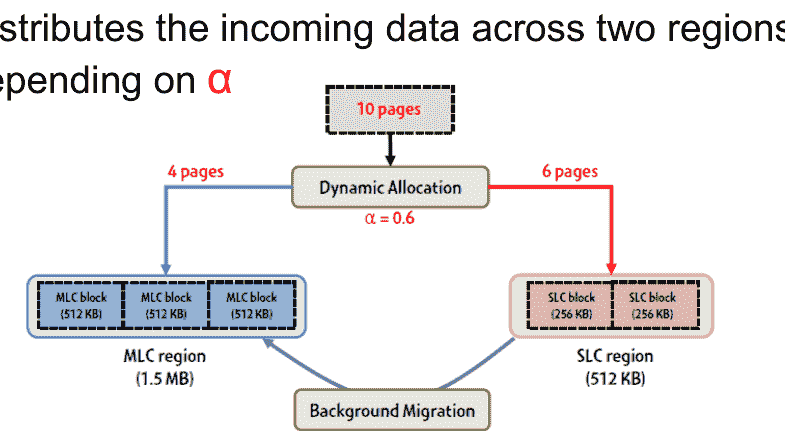 stributes the incoming data across two regions
epending on α
10 pages
4 pages
Dynamic Allocation
6 pages
α = 0.6
MLC block
(512 KB)
MLC block
(512 KB)
MLC block
(512 KB)
SLC block
(256 KB)
SLC block
(256 KB)
MLC region
(1.5 MB)
SLC region
(512 KB)
Background Migration